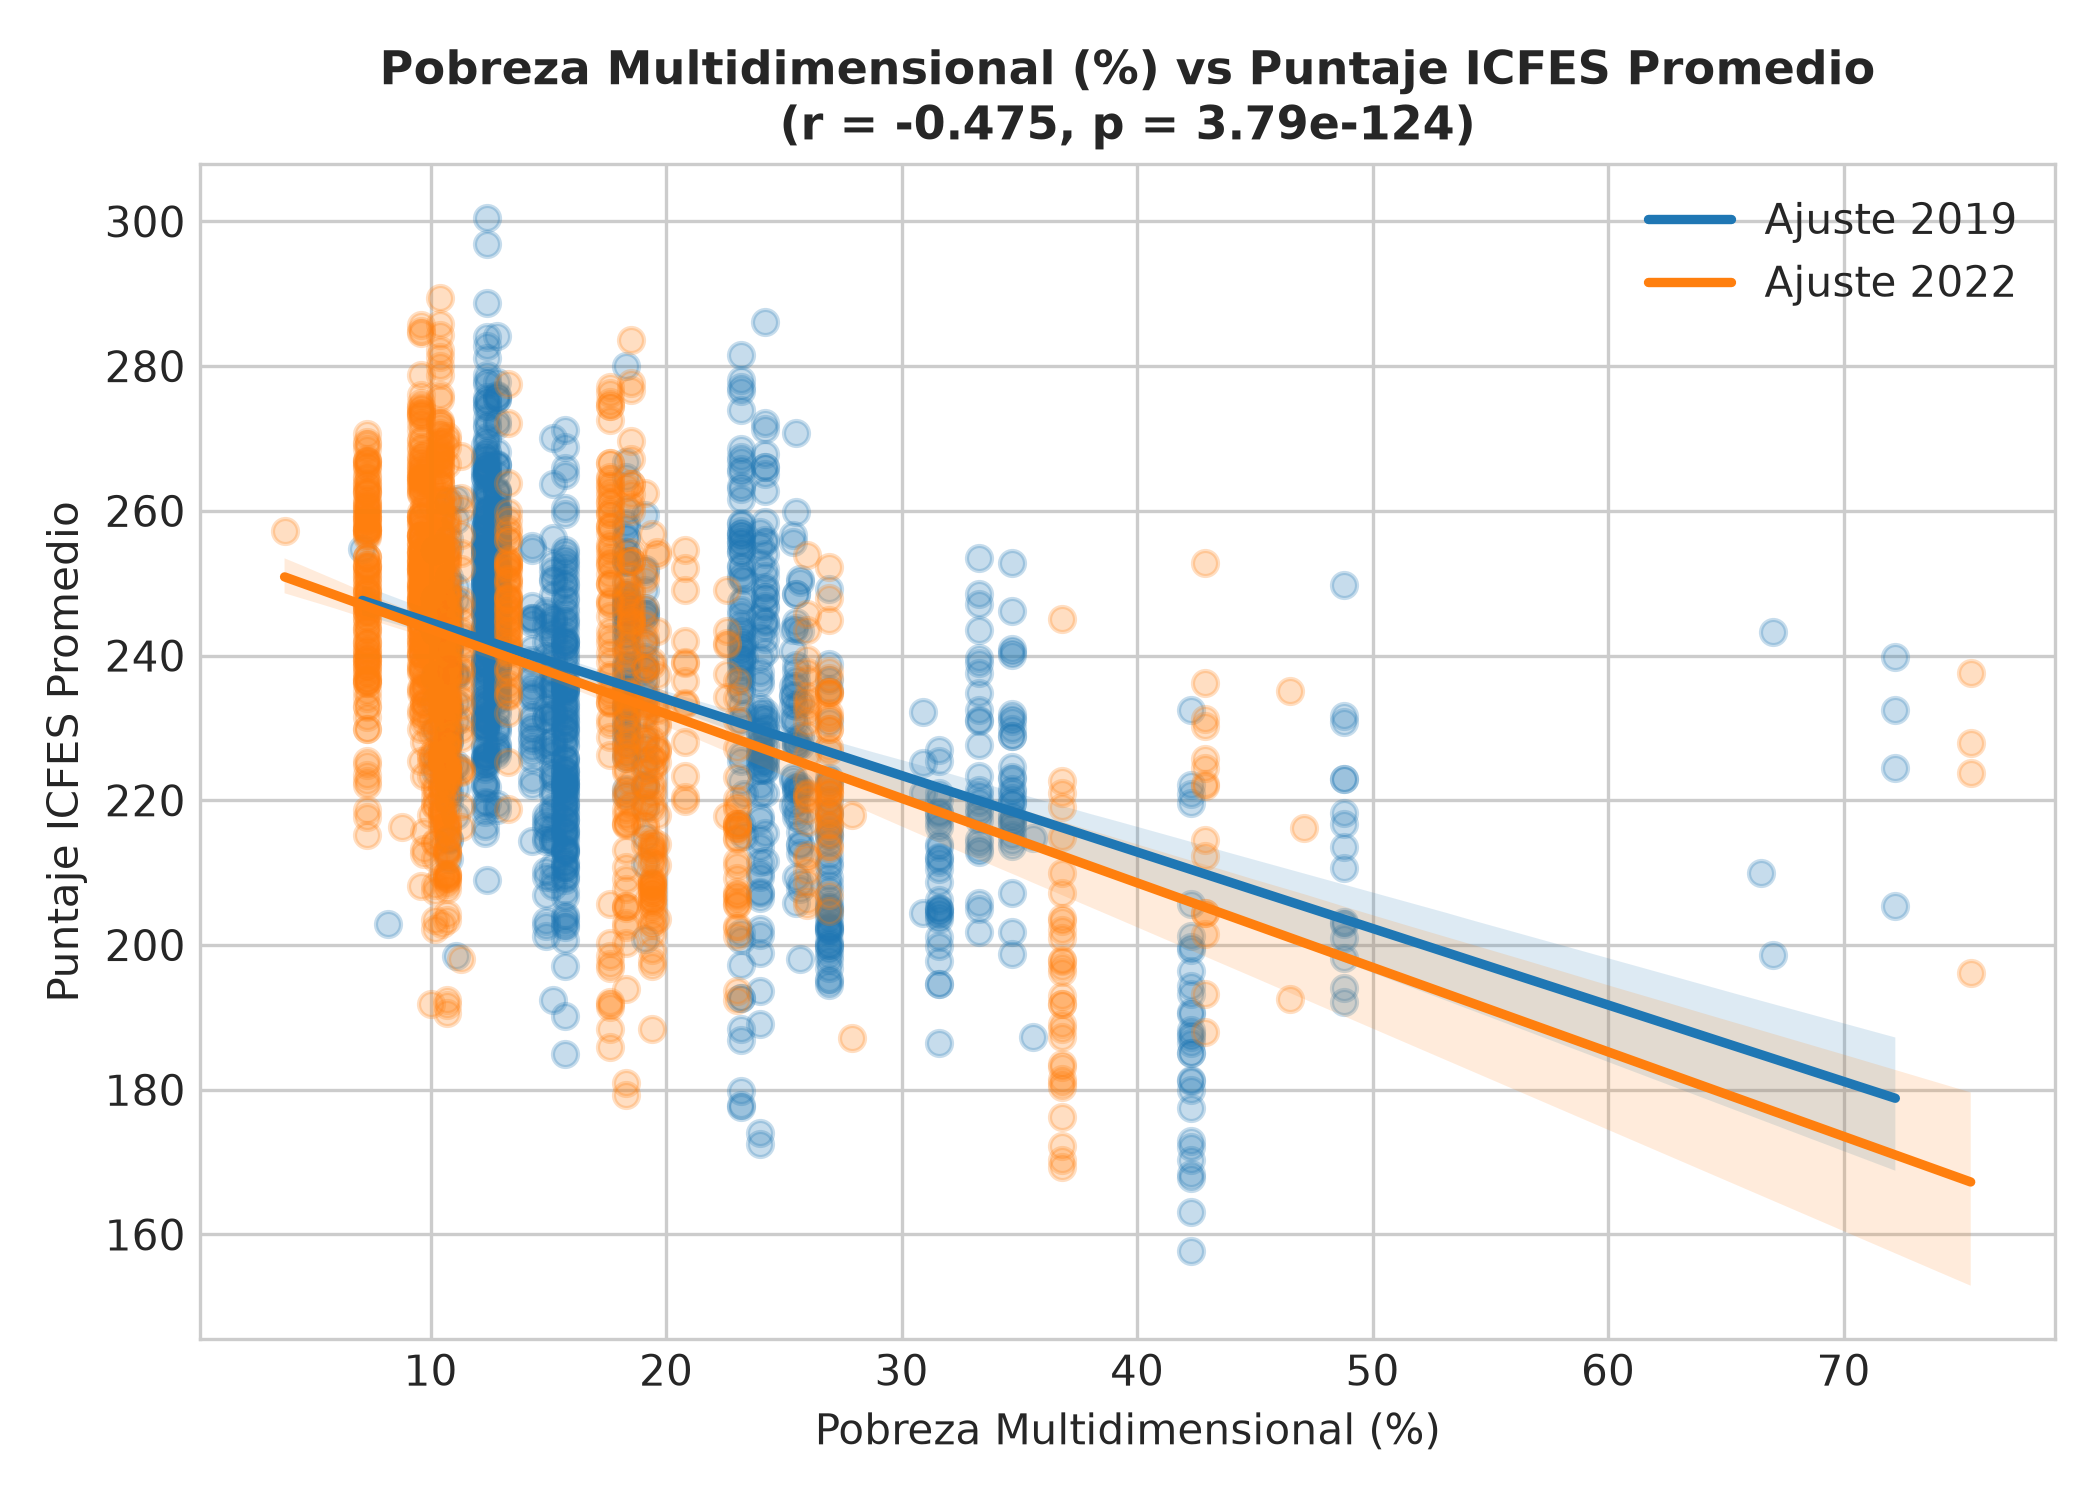 Pobreza Multidimensional (%) vs Puntaje ICFES Promedio
(r = -0.475, p = 3.79e-124)
Ajuste 2019
Ajuste 2022
Puntaje ICFES Promedio
300
280
260
240
220
200
180
160
10 20 30 40 50 60 70
Pobreza Multidimensional (%)